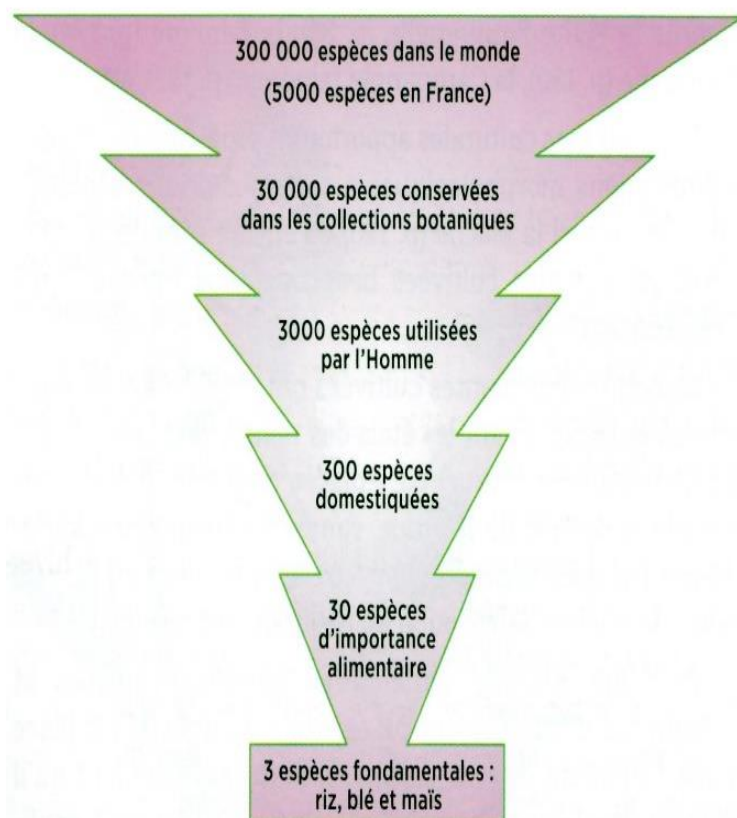 300 000 espèces dans le monde
(5000 espèces en France)
30 000 espèces conservées
dans les collections botaniques
3000 espèces utilisées
par l’Homme
300 espèces
domestiquées
30 espèces
d’importance
alimentaire
3 espèces fondamentales :
riz, blé et maïs